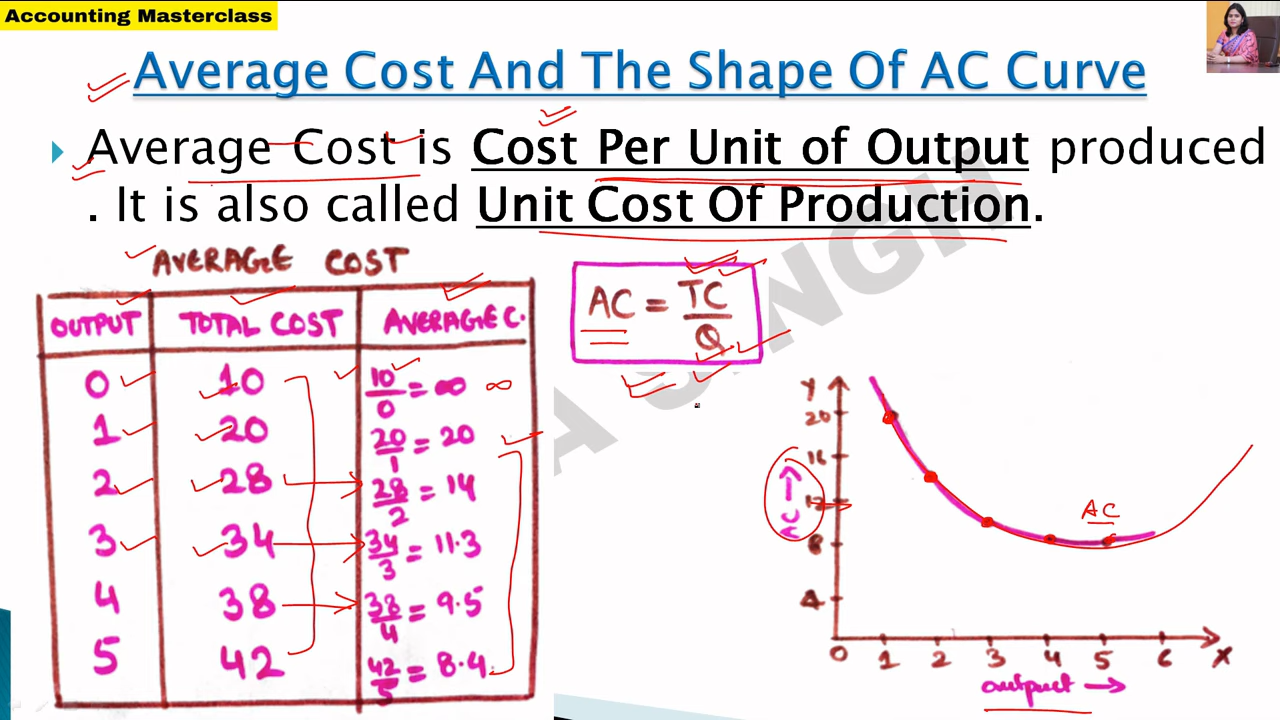 Accounting Masterclass
Average Cost And The Shape Of AC Curve
Average Cost is Cost Per Unit of Output produced
. It is also called Unit Cost Of Production.
AVERAGE COST
OUTPUT TOTAL COST AVERAGE C.
0 10 10/0 = ∞ ∞
1 20 20/1 = 20
2 28 28/2 = 14
3 34 34/3 = 11.3
4 38 38/4 = 9.5
5 42 42/5 = 8.4
AC = TC/Q
Y
20
16
12
8
4
AC →
AC
0 1 2 3 4 5 6 X
output →